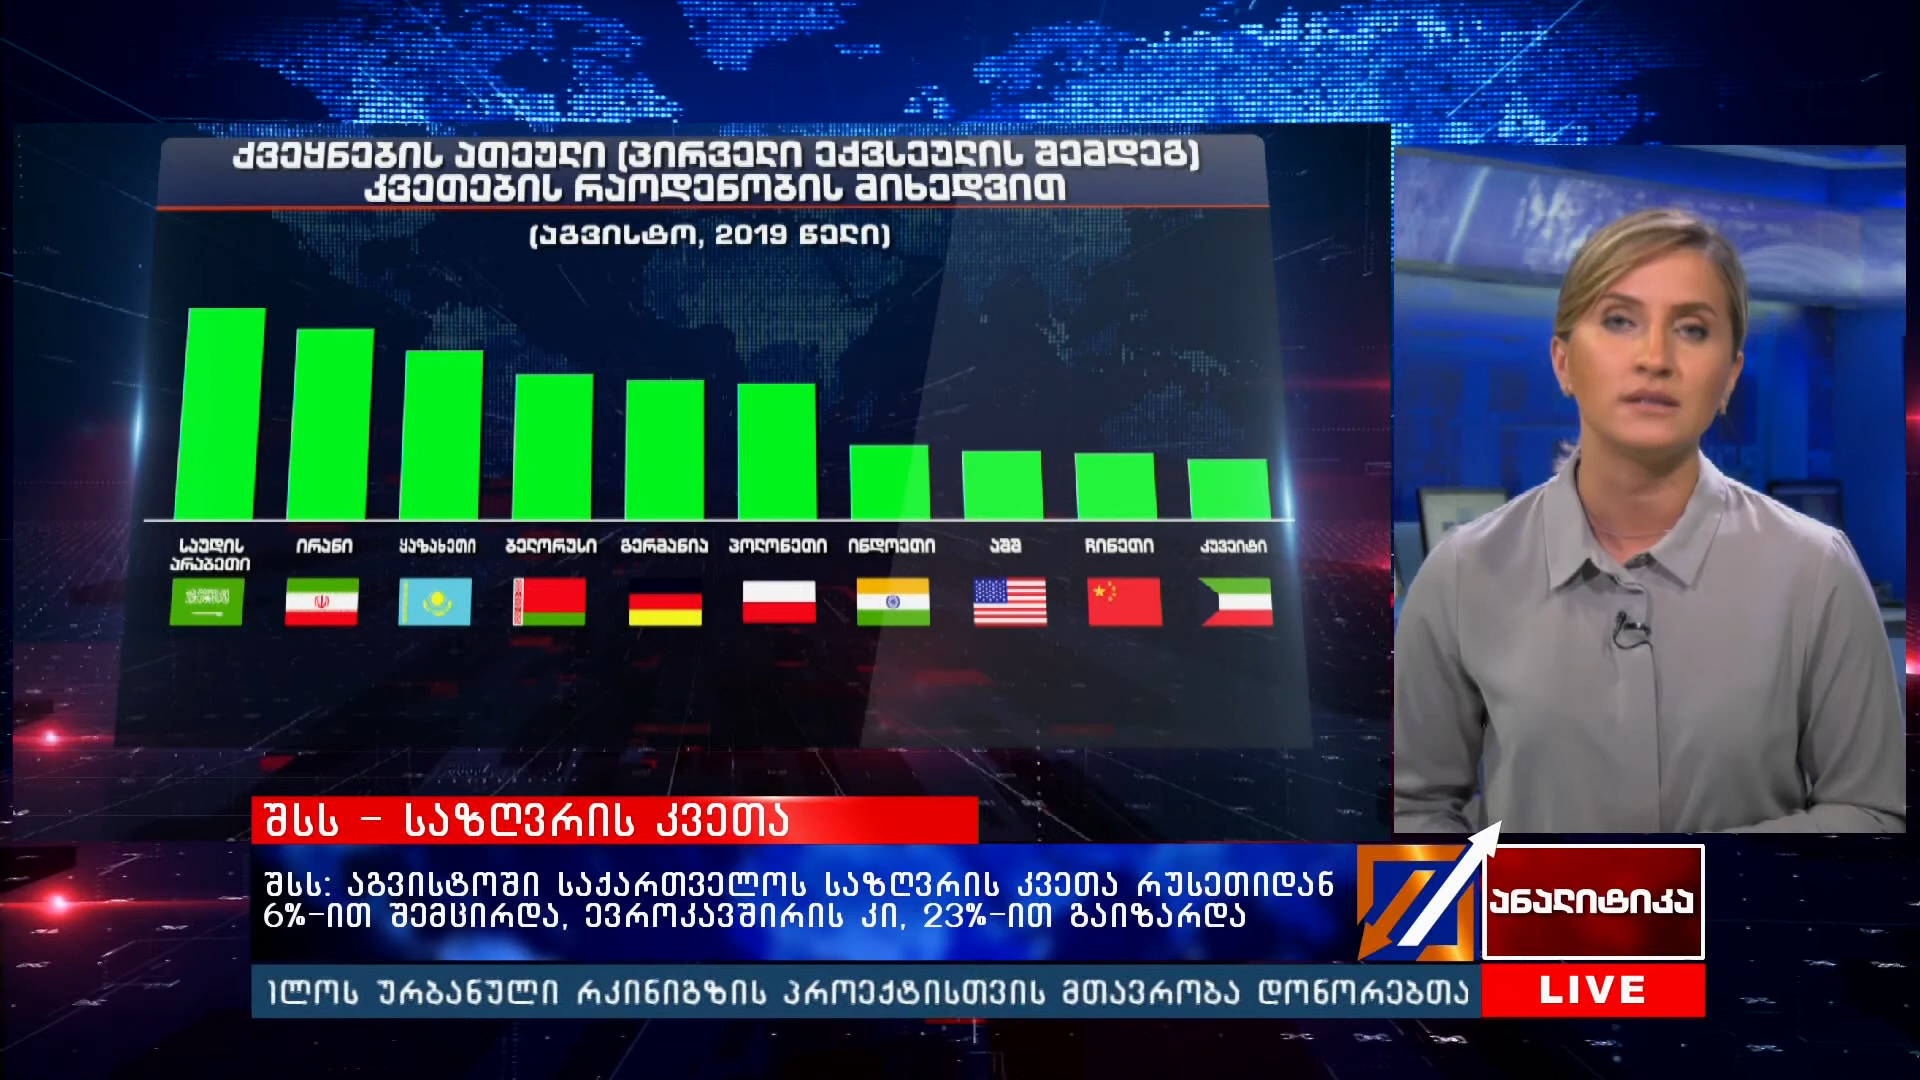 ქვეყნების ათეული (პირველი ექვსეულის შემდეგ)
კვეთების რაოდენობის მიხედვით
(აგვისტო, 2019 წელი)
საუდის
არაბეთი
ირანი
ყაზახეთი
ბელორუსი
გერმანია
პოლონეთი
ინდოეთი
აშშ
ჩინეთი
კუვეიტი
შსს - საზღვრის კვეთა
შსს: აგვისტოში საქართველოს საზღვრის კვეთა რუსეთიდან
6%-ით შემცირდა, ევროკავშირის კი, 23%-ით გაიზარდა
ანალიტიკა
ილოს ურბანული რკინიგზის პროექტისთვის მთავრობა დონორებთა
LIVE